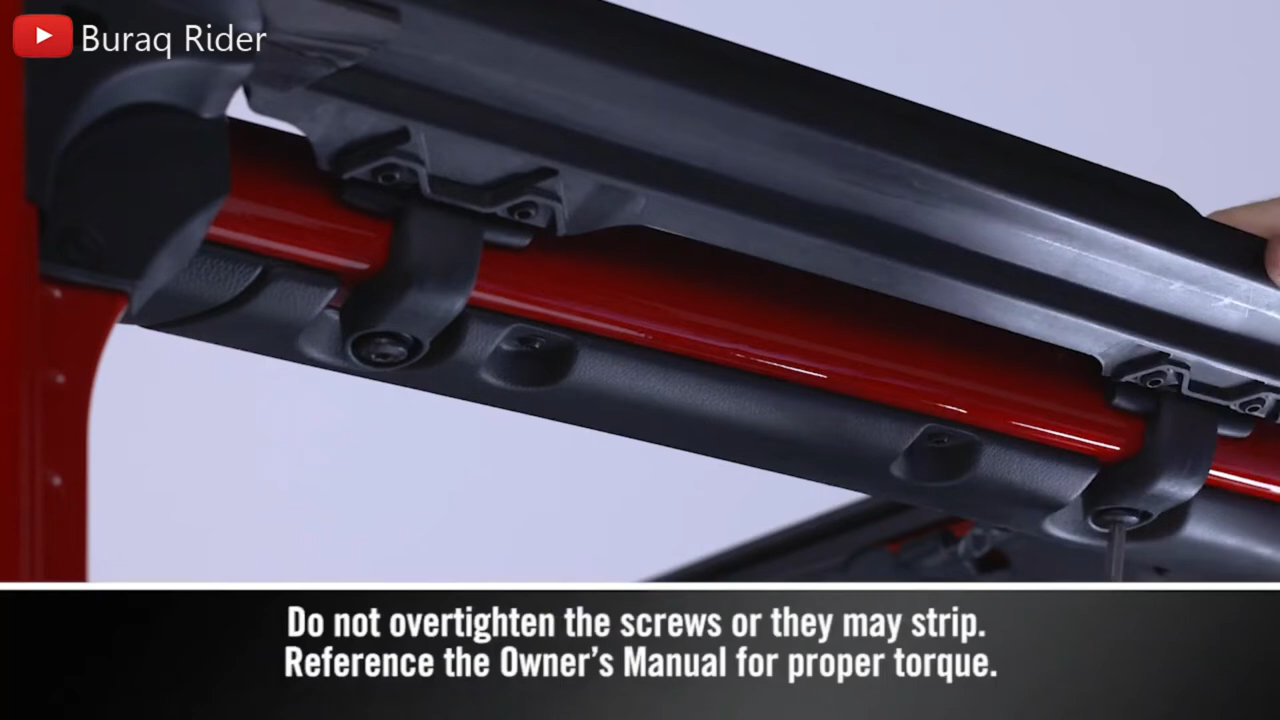 Buraq Rider
Do not overtighten the screws or they may strip.
Reference the Owner's Manual for proper torque.